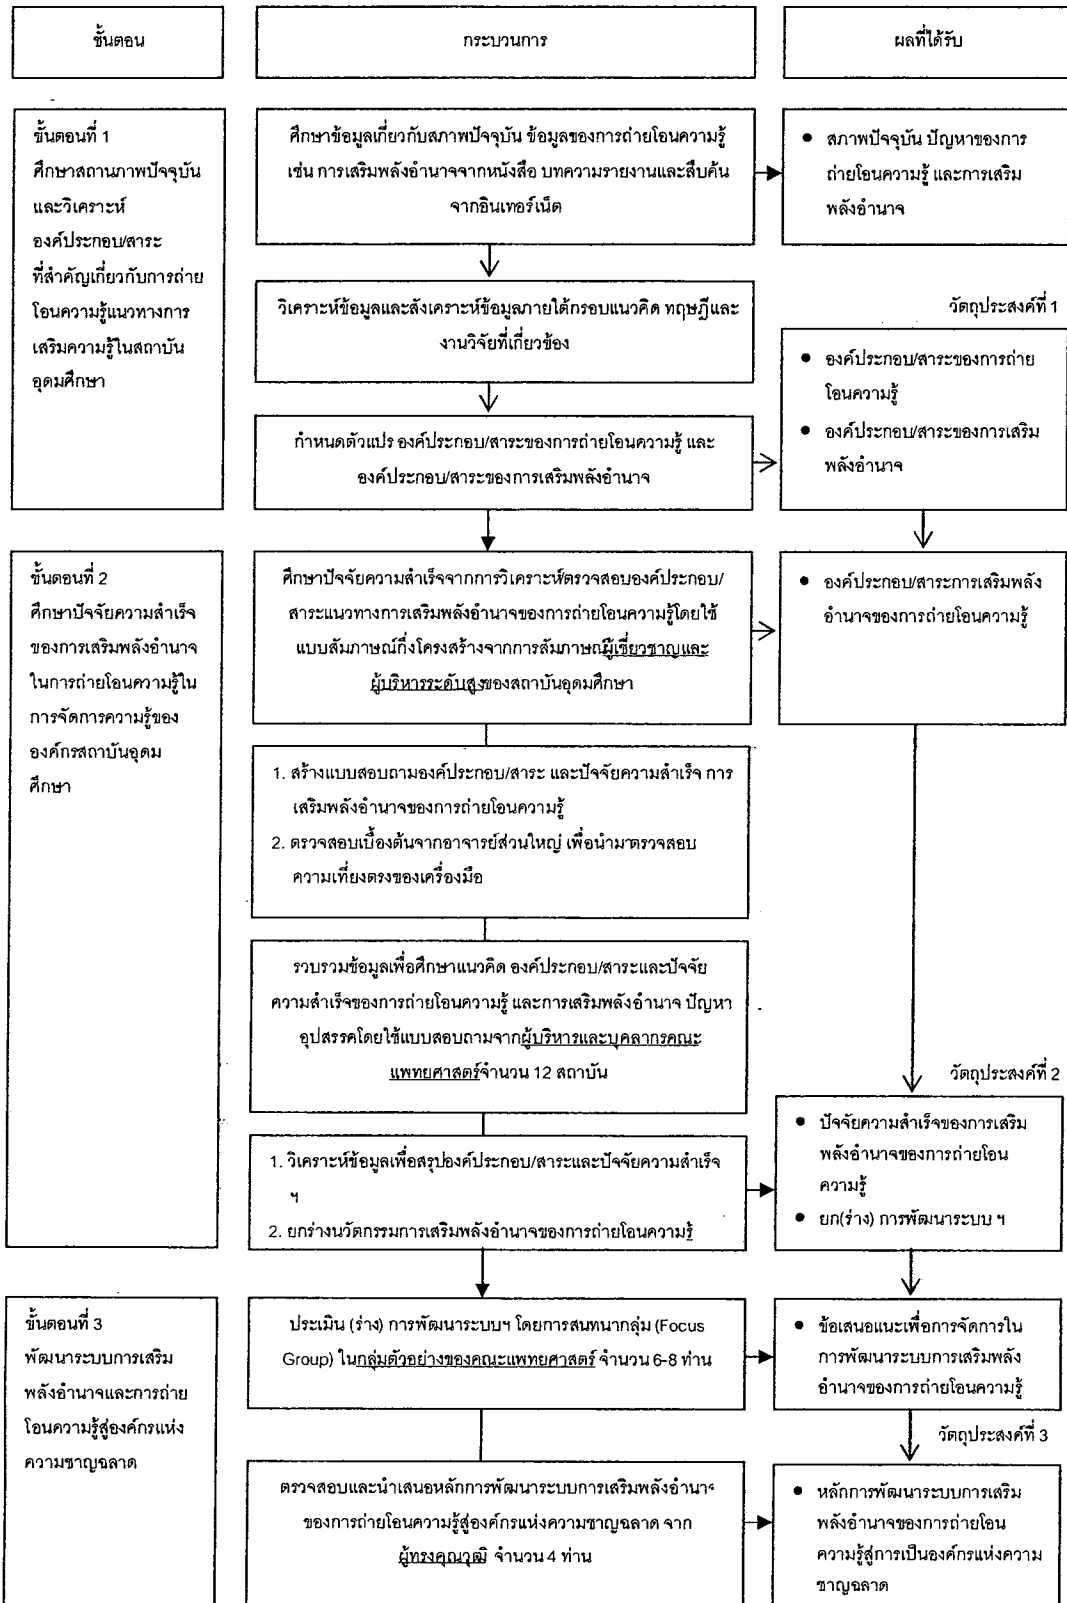 ขั้นตอน
กระบวนการ
ผลที่ได้รับ
ขั้นตอนที่ 1
ศึกษาสถานภาพปัจจุบัน
และวิเคราะห์
องค์ประกอบ/สาระ
ที่สำคัญเกี่ยวกับการถ่าย
โอนความรู้แนวทางการ
เสริมความรู้ในสถาบัน
อุดมศึกษา
ศึกษาข้อมูลเกี่ยวกับสภาพปัจจุบัน ข้อมูลของการถ่ายโอนความรู้
เช่น การเสริมพลังอำนาจจากหนังสือ บทความรายงานและสืบค้น
จากอินเทอร์เน็ต
● สภาพปัจจุบัน ปัญหาของการ
ถ่ายโอนความรู้ และการเสริม
พลังอำนาจ
วิเคราะห์ข้อมูลและสังเคราะห์ข้อมูลภายใต้กรอบแนวคิด ทฤษฎีและ
งานวิจัยที่เกี่ยวข้อง
กำหนดตัวแปร องค์ประกอบ/สาระของการถ่ายโอนความรู้ และ
องค์ประกอบ/สาระของการเสริมพลังอำนาจ
วัตถุประสงค์ที่ 1
● องค์ประกอบ/สาระของการถ่าย
โอนความรู้
● องค์ประกอบ/สาระของการเสริม
พลังอำนาจ
ขั้นตอนที่ 2
ศึกษาปัจจัยความสำเร็จ
ของการเสริมพลังอำนาจ
ในการถ่ายโอนความรู้ใน
การจัดการความรู้ของ
องค์กรสถาบันอุดม
ศึกษา
ศึกษาปัจจัยความสำเร็จจากการวิเคราะห์ตรวจสอบองค์ประกอบ/
สาระแนวทางการเสริมพลังอำนาจของการถ่ายโอนความรู้โดยใช้
แบบสัมภาษณ์กึ่งโครงสร้างจากการสัมภาษณ์ผู้เชี่ยวชาญและ
ผู้บริหารระดับสูงของสถาบันอุดมศึกษา
● องค์ประกอบ/สาระการเสริมพลัง
อำนาจของการถ่ายโอนความรู้
1. สร้างแบบสอบถามองค์ประกอบ/สาระ และปัจจัยความสำเร็จ การ
เสริมพลังอำนาจของการถ่ายโอนความรู้
2. ตรวจสอบเบื้องต้นจากอาจารย์ส่วนใหญ่ เพื่อนำมาตรวจสอบ
ความเที่ยงตรงของเครื่องมือ
รวบรวมข้อมูลเพื่อศึกษาแนวคิด องค์ประกอบ/สาระและปัจจัย
ความสำเร็จของการถ่ายโอนความรู้ และการเสริมพลังอำนาจ ปัญหา
อุปสรรคโดยใช้แบบสอบถามจากผู้บริหารและบุคลากรคณะ
แพทยศาสตร์จำนวน 12 สถาบัน
1. วิเคราะห์ข้อมูลเพื่อสรุปองค์ประกอบ/สาระและปัจจัยความสำเร็จ
ฯ
2. ยกร่างนวัตกรรมการเสริมพลังอำนาจของการถ่ายโอนความรู้
วัตถุประสงค์ที่ 2
● ปัจจัยความสำเร็จของการเสริม
พลังอำนาจของการถ่ายโอน
ความรู้
● ยก(ร่าง) การพัฒนาระบบ ฯ
ขั้นตอนที่ 3
พัฒนาระบบการเสริม
พลังอำนาจและการถ่าย
โอนความรู้สู่องค์กรแห่ง
ความชาญฉลาด
ประเมิน (ร่าง) การพัฒนาระบบฯ โดยการสนทนากลุ่ม (Focus
Group) ในกลุ่มตัวอย่างของคณะแพทยศาสตร์ จำนวน 6-8 ท่าน
● ข้อเสนอแนะเพื่อการจัดการใน
การพัฒนาระบบการเสริมพลัง
อำนาจของการถ่ายโอนความรู้
วัตถุประสงค์ที่ 3
ตรวจสอบและนำเสนอหลักการพัฒนาระบบการเสริมพลังอำนาจ
ของการถ่ายโอนความรู้สู่องค์กรแห่งความชาญฉลาด จาก
ผู้ทรงคุณวุฒิ จำนวน 4 ท่าน
● หลักการพัฒนาระบบการเสริม
พลังอำนาจของการถ่ายโอน
ความรู้สู่การเป็นองค์กรแห่งความ
ชาญฉลาด